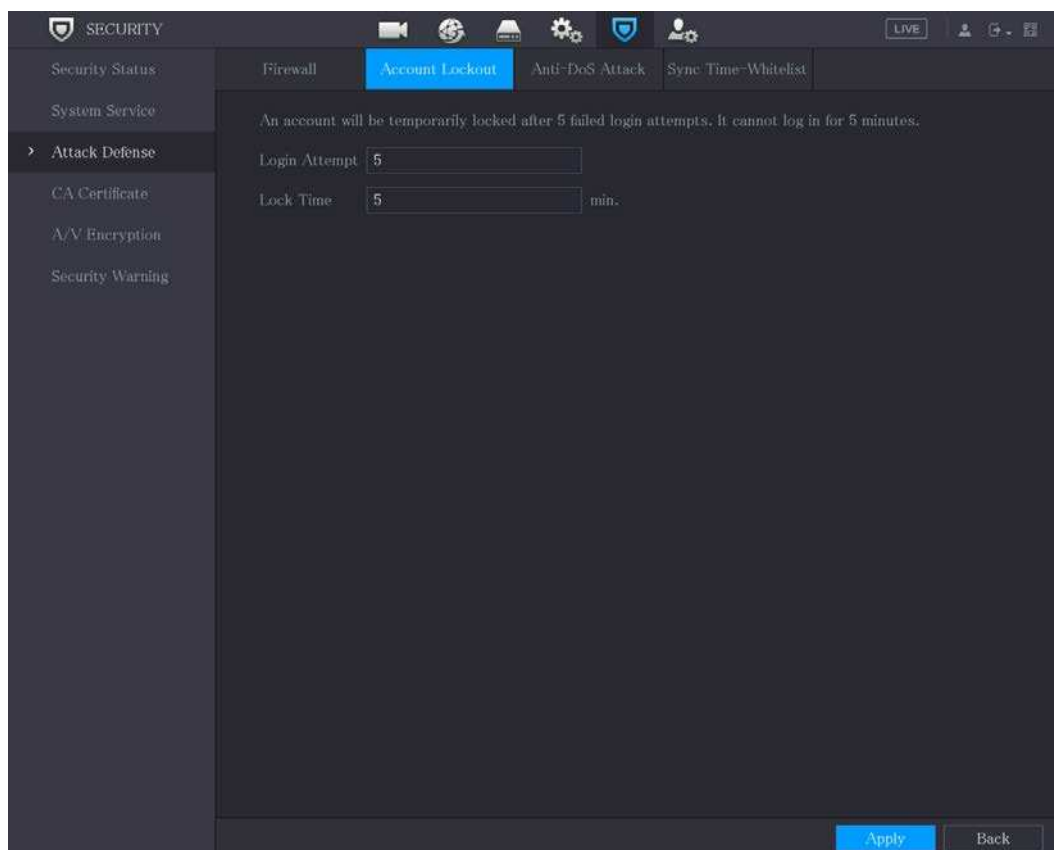 SECURITY
LIVE
Security Status
System Service
Attack Defense
CA Certificate
A/V Encryption
Security Warning
Firewall Account Lockout Anti-DoS Attack Sync Time-Whitelist
An account will be temporarily locked after 5 failed login attempts. It cannot log in for 5 minutes.
Login Attempt 5
Lock Time 5 min.
Apply Back